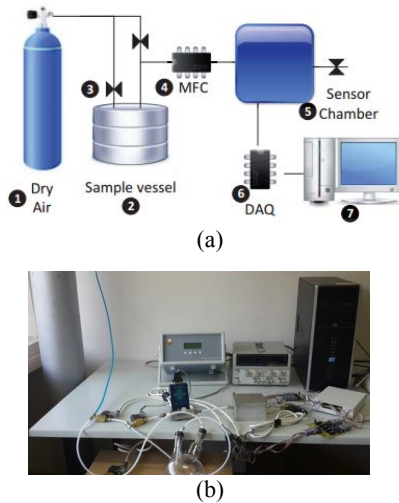 3
4 MFC
1 Dry
Air
Sample vessel
2
5 Sensor
Chamber
6
DAQ
7
(a)
(b)